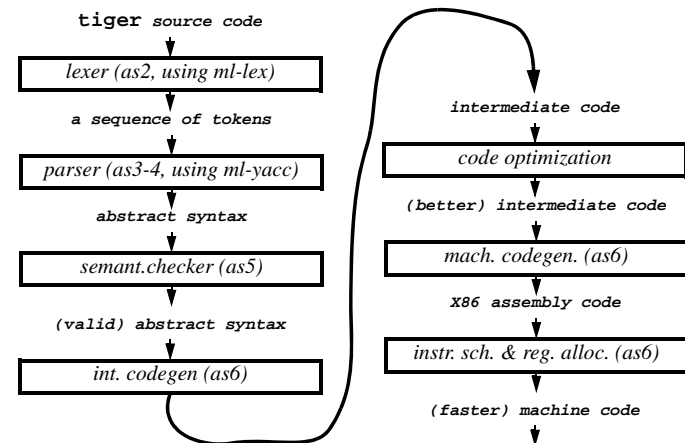 tiger source code
lexer (as2, using ml-lex)
a sequence of tokens
parser (as3-4, using ml-yacc)
abstract syntax
semant.checker (as5)
(valid) abstract syntax
int. codegen (as6)
intermediate code
code optimization
(better) intermediate code
mach. codegen. (as6)
X86 assembly code
instr. sch. & reg. alloc. (as6)
(faster) machine code